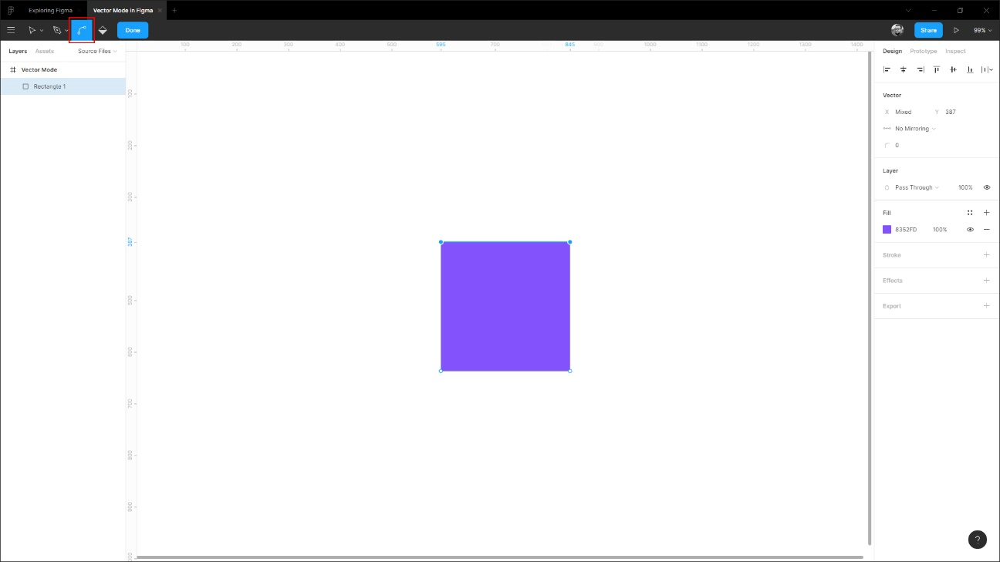 Exploring Figma
Vector Mode in Figma
Done
Share
99%
Layers
Assets
Source Files
100
200
300
400
500
595
700
845
1000
1100
1200
1300
1400
Design
Prototype
Inspect
Vector Mode
Rectangle 1
100
200
300
387
500
600
700
800
900
Vector
X Mixed Y 387
No Mirroring
0
Layer
Pass Through 100%
Fill
8352FD 100%
Stroke
Effects
Export
?